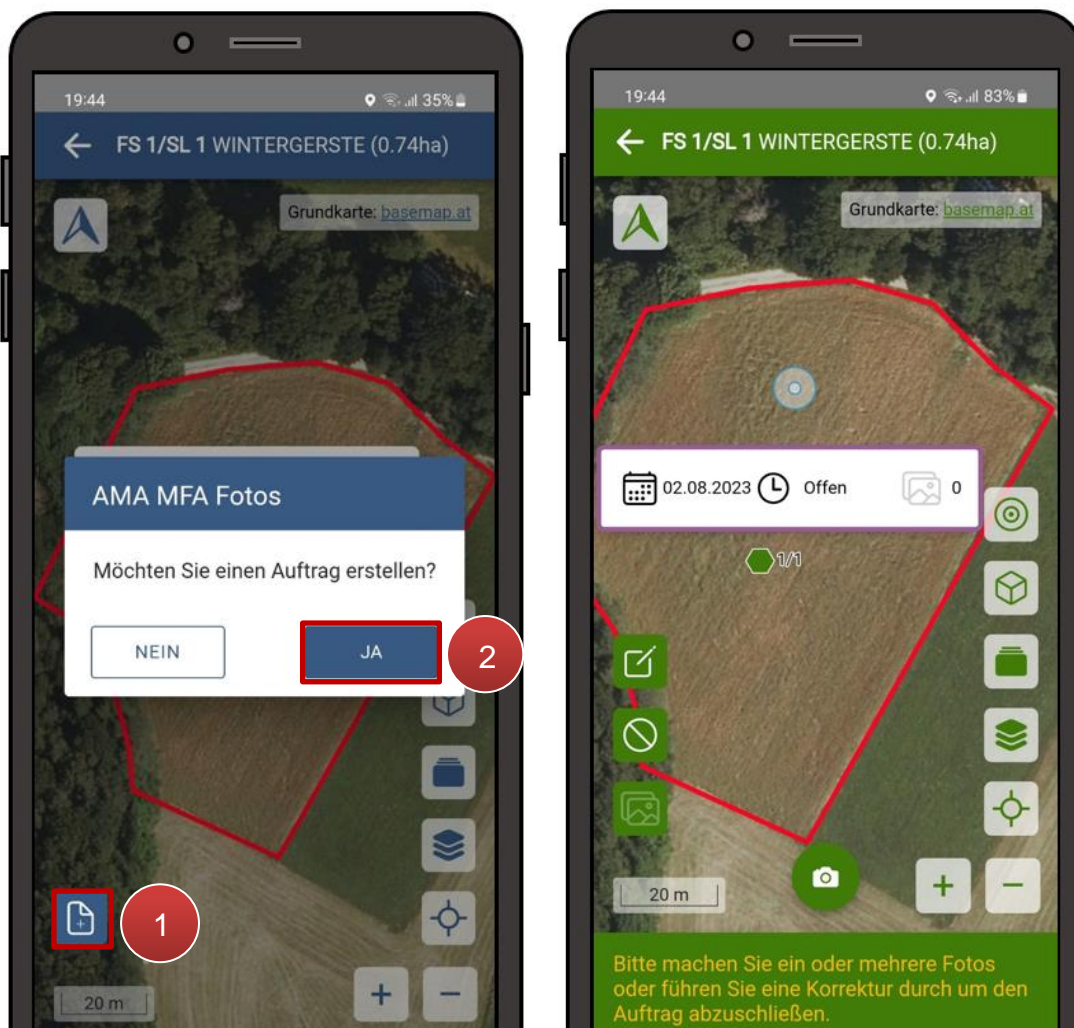 19:44 35%
FS 1/SL 1 WINTERGERSTE (0.74ha)
Grundkarte: basemap.at
AMA MFA Fotos
Möchten Sie einen Auftrag erstellen?
NEIN JA
2
1
20 m
+ −
19:44 83%
FS 1/SL 1 WINTERGERSTE (0.74ha)
Grundkarte: basemap.at
02.08.2023 Offen 0
1/1
20 m
+ −
Bitte machen Sie ein oder mehrere Fotos
oder führen Sie eine Korrektur durch um den
Auftrag abzuschließen.